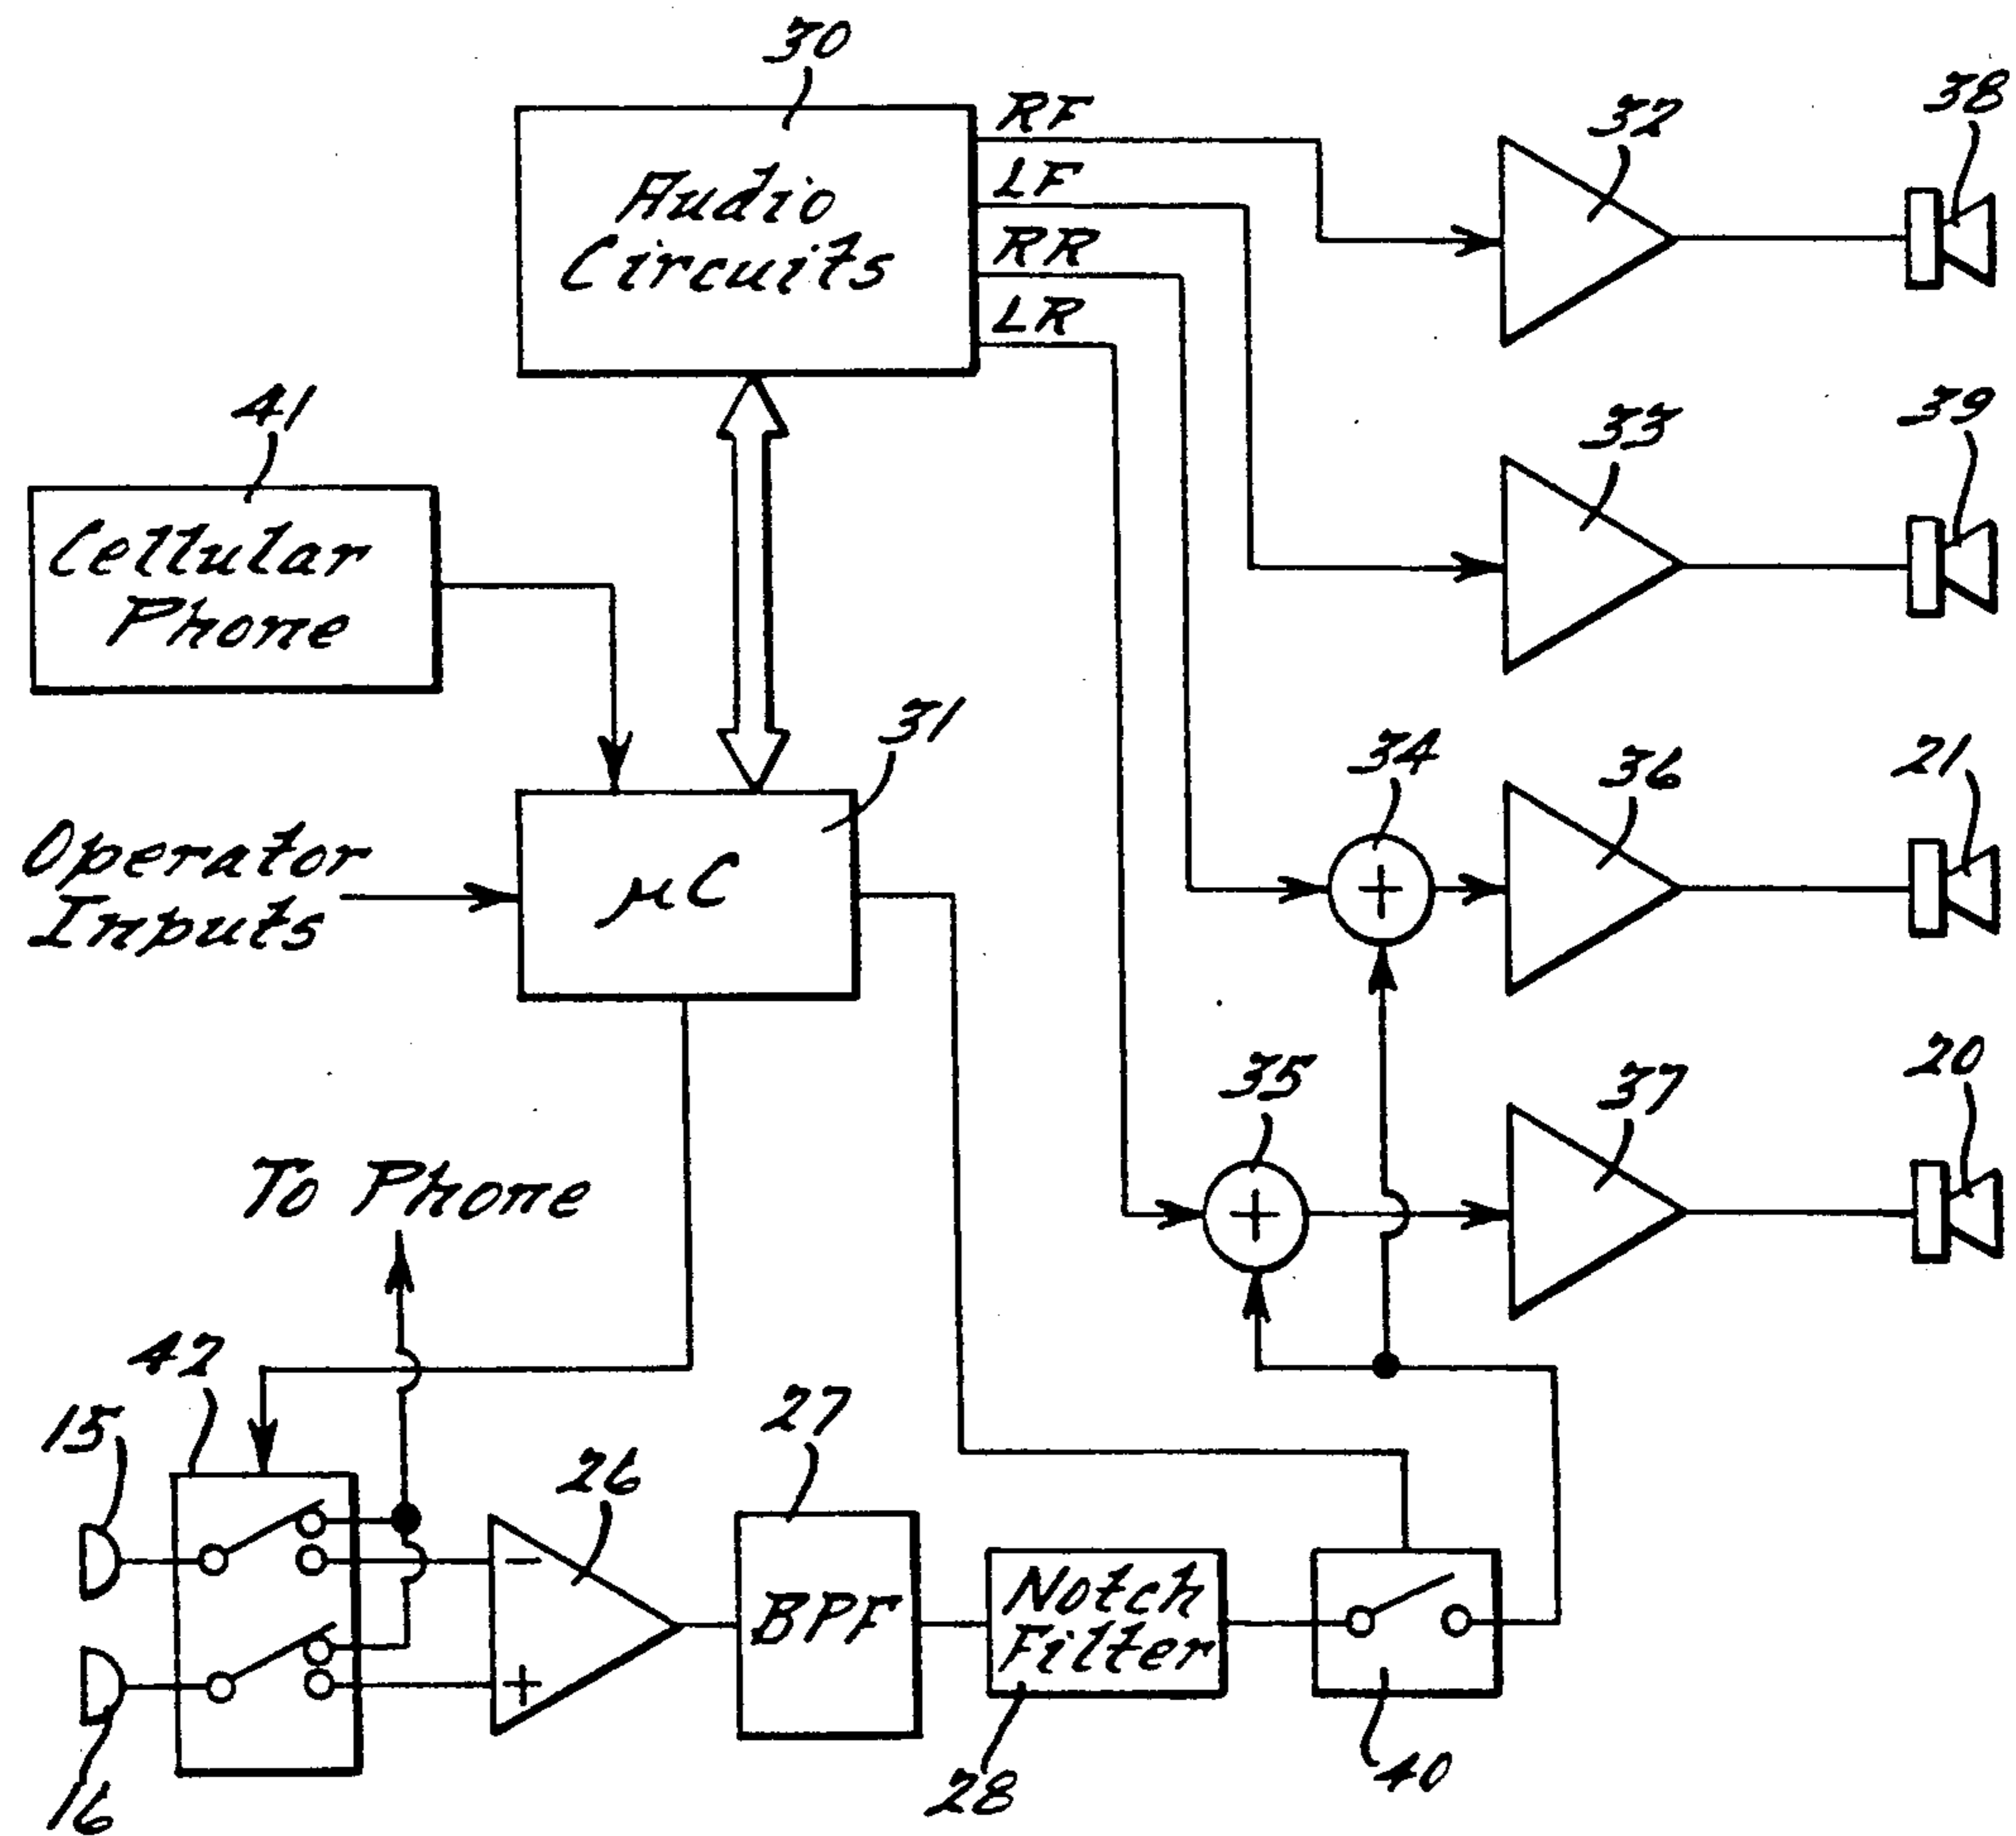 30
38
32
RF
LF
RR
LR
Audio
Circuits
41
39
33
Cellular
Phone
31
34
36
21
Operator
Inputs
μC
+
35
37
20
To Phone
+
42
15
27
26
−
BPF
Notch
Filter
+
16
28
40